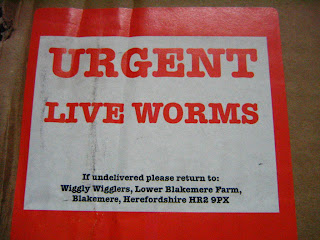 URGENT
LIVE WORMS
If undelivered please return to:
Wiggly Wigglers, Lower Blakemere Farm,
Blakemere, Herefordshire HR2 9PX